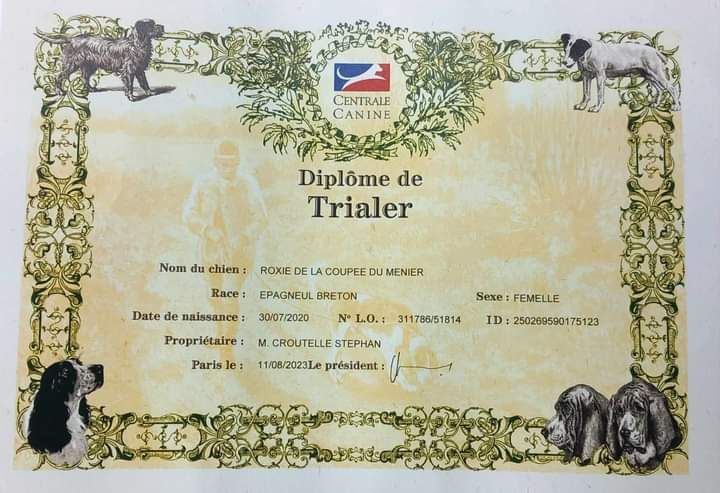 CENTRALE
CANINE
Diplôme de
Trialer
Nom du chien : ROXIE DE LA COUPEE DU MENIER
Race : EPAGNEUL BRETON Sexe : FEMELLE
Date de naissance : 30/07/2020 Nº L.O. : 311786/51814 ID : 250269590175123
Propriétaire : M. CROUTELLE STEPHAN
Paris le : 11/08/2023 Le président :